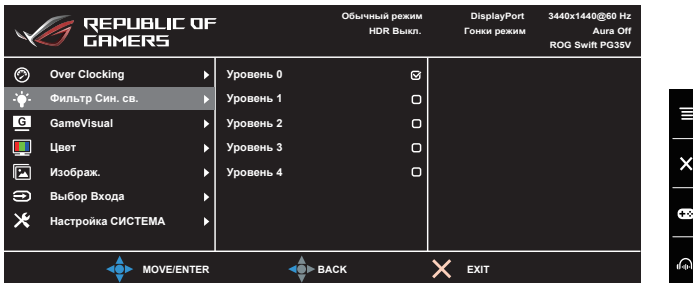 REPUBLIC OF
GAMERS
Обычный режим
HDR Выкл.
DisplayPort
Гонки режим
3440x1440@60 Hz
Aura Off
ROG Swift PG35V
Over Clocking
Фильтр Син. св.
GameVisual
Цвет
Изображ.
Выбор Входа
Настройка СИСТЕМА
Уровень 0
Уровень 1
Уровень 2
Уровень 3
Уровень 4
G
MOVE/ENTER
BACK
EXIT